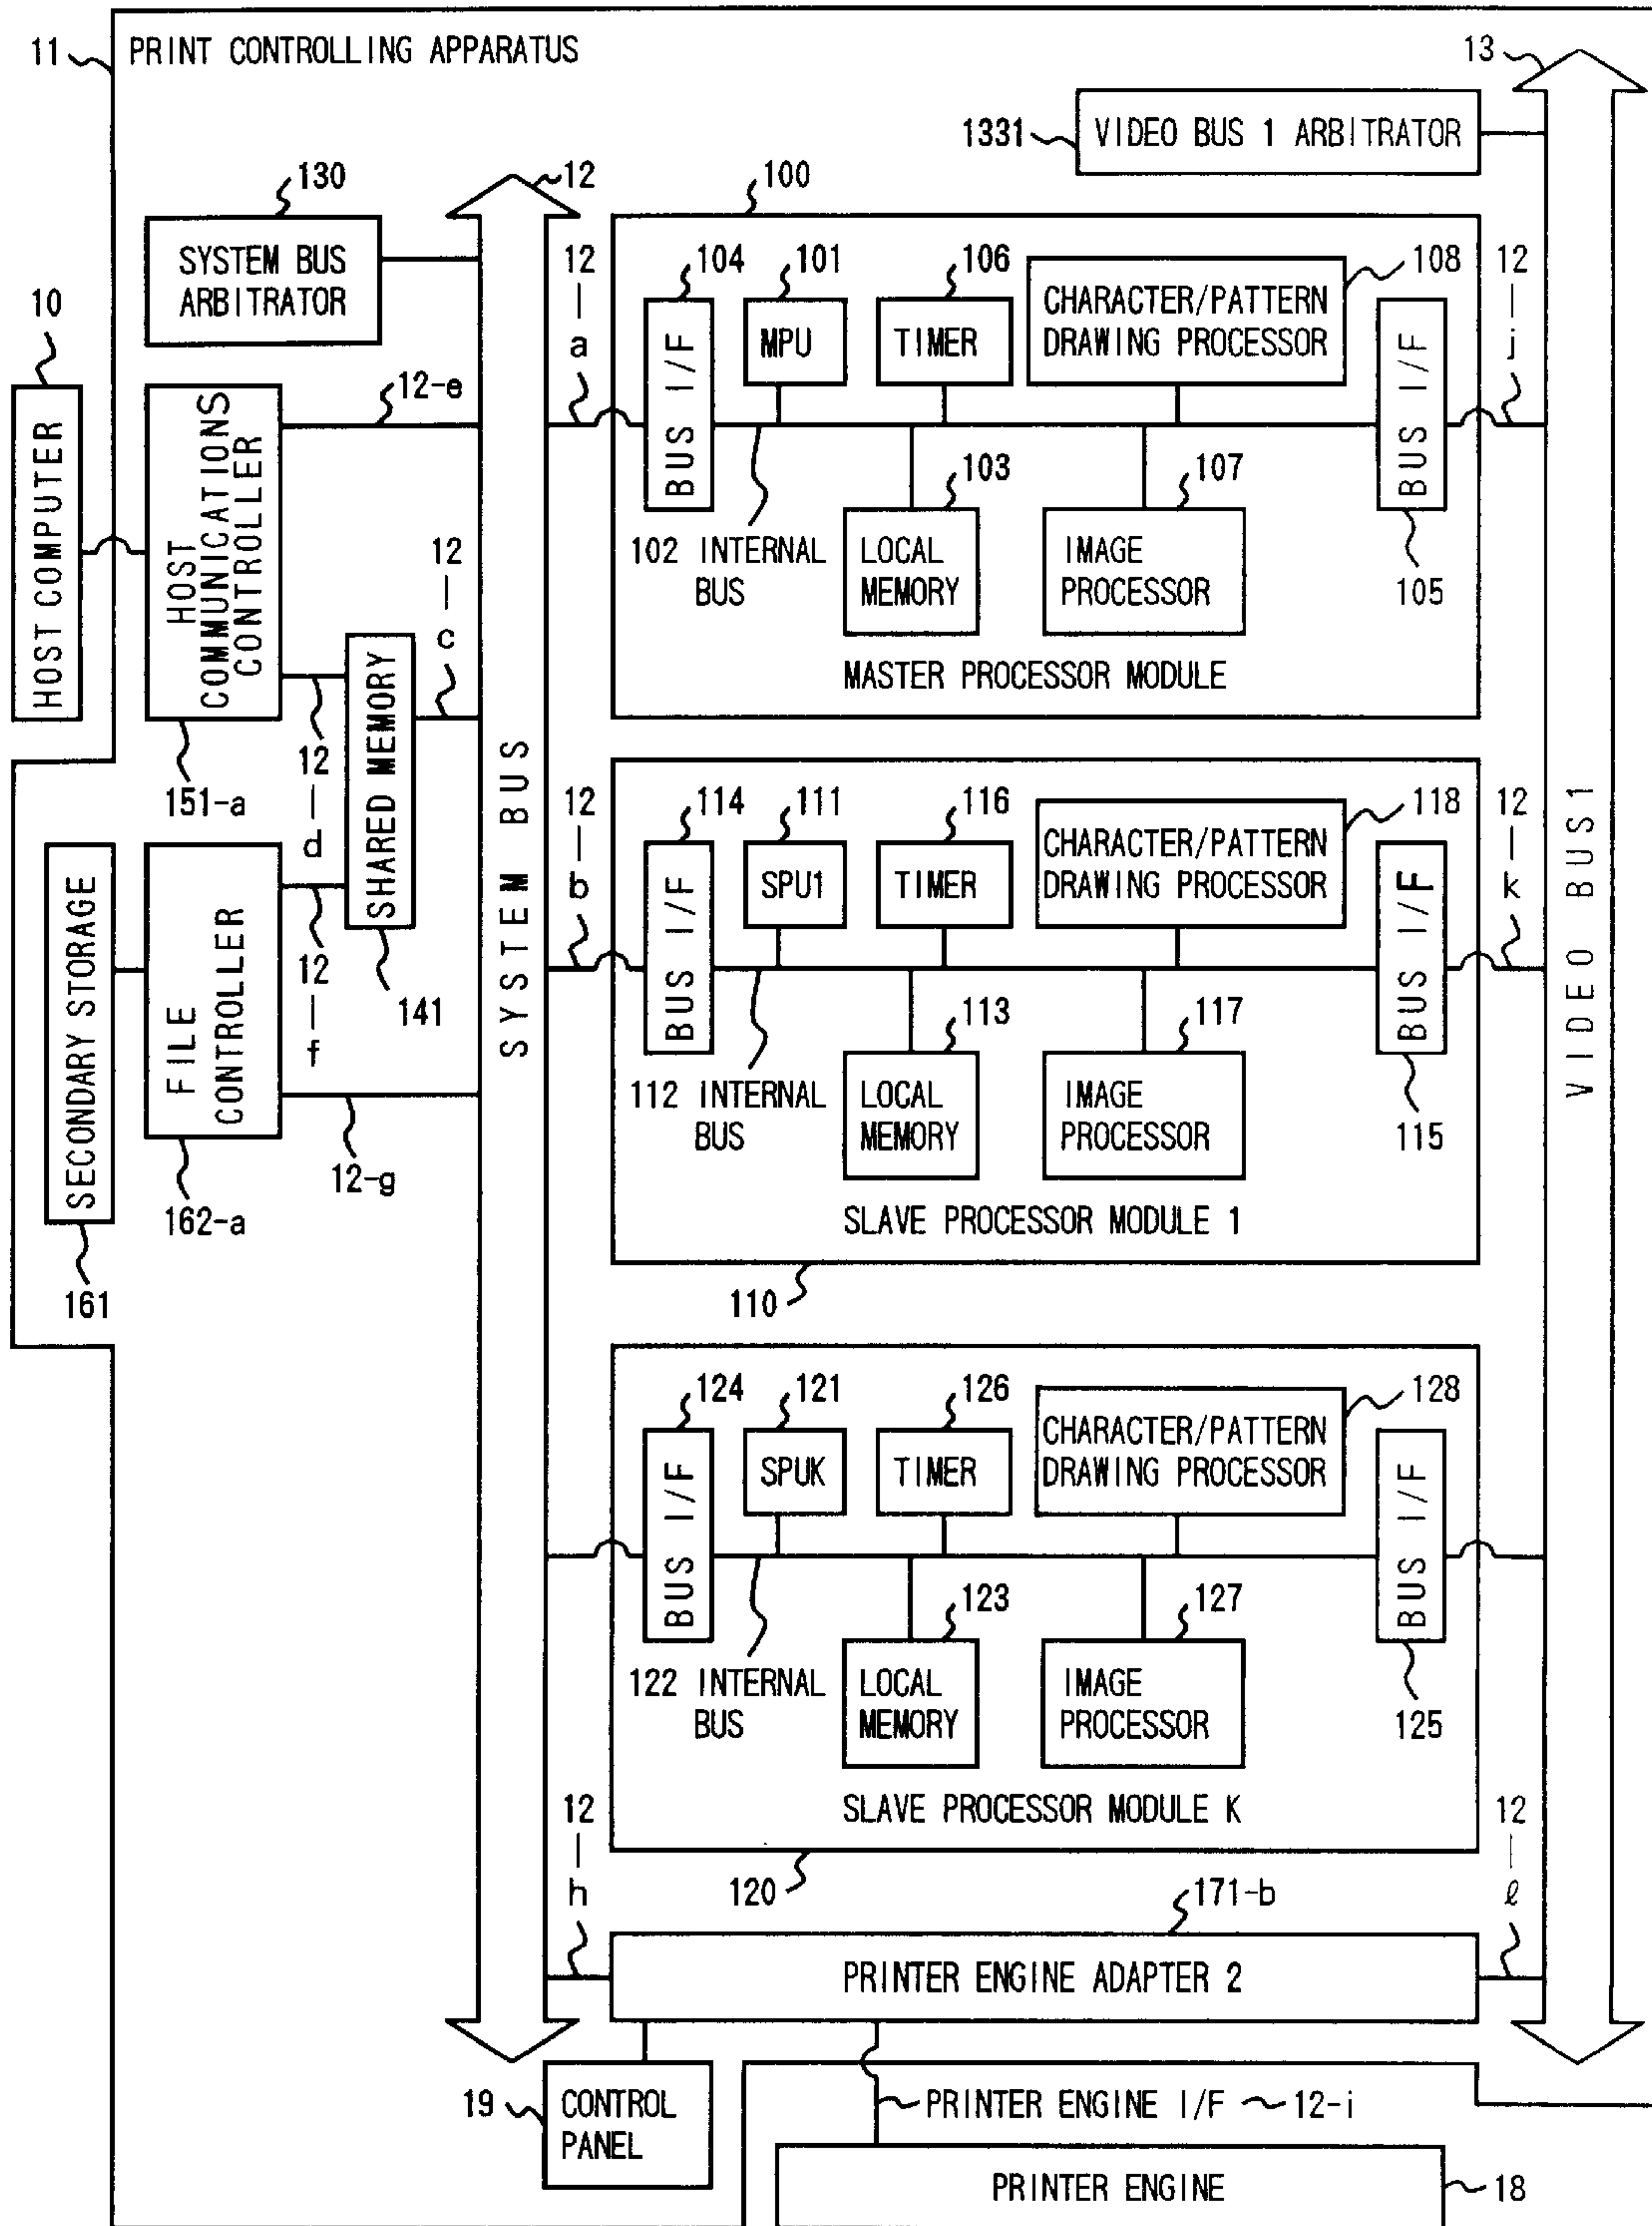 11
PRINT CONTROLLING APPARATUS
13
1331
VIDEO BUS 1 ARBITRATOR
130
12
100
SYSTEM BUS
ARBITRATOR
12
—
a
104
101
106
108
12
—
j
BUS I/F
MPU
TIMER
CHARACTER/PATTERN
DRAWING PROCESSOR
BUS I/F
10
HOST COMPUTER
HOST
COMMUNICATIONS
CONTROLLER
12-e
103
107
102 INTERNAL
BUS
LOCAL
MEMORY
IMAGE
PROCESSOR
105
12
—
c
MASTER PROCESSOR MODULE
SHARED MEMORY
151-a
12
—
d
SYSTEM BUS
VIDEO BUS1
12
—
b
114
111
116
118
12
—
k
BUS I/F
SPU1
TIMER
CHARACTER/PATTERN
DRAWING PROCESSOR
BUS I/F
SECONDARY STORAGE
FILE
CONTROLLER
12
—
f
141
113
117
112 INTERNAL
BUS
LOCAL
MEMORY
IMAGE
PROCESSOR
115
12-g
162-a
161
SLAVE PROCESSOR MODULE 1
110
124
121
126
128
BUS I/F
SPUK
TIMER
CHARACTER/PATTERN
DRAWING PROCESSOR
BUS I/F
123
127
122 INTERNAL
BUS
LOCAL
MEMORY
IMAGE
PROCESSOR
125
SLAVE PROCESSOR MODULE K
12
—
h
120
171-b
12
—
ℓ
PRINTER ENGINE ADAPTER 2
19
CONTROL
PANEL
PRINTER ENGINE I/F
12-i
PRINTER ENGINE
18